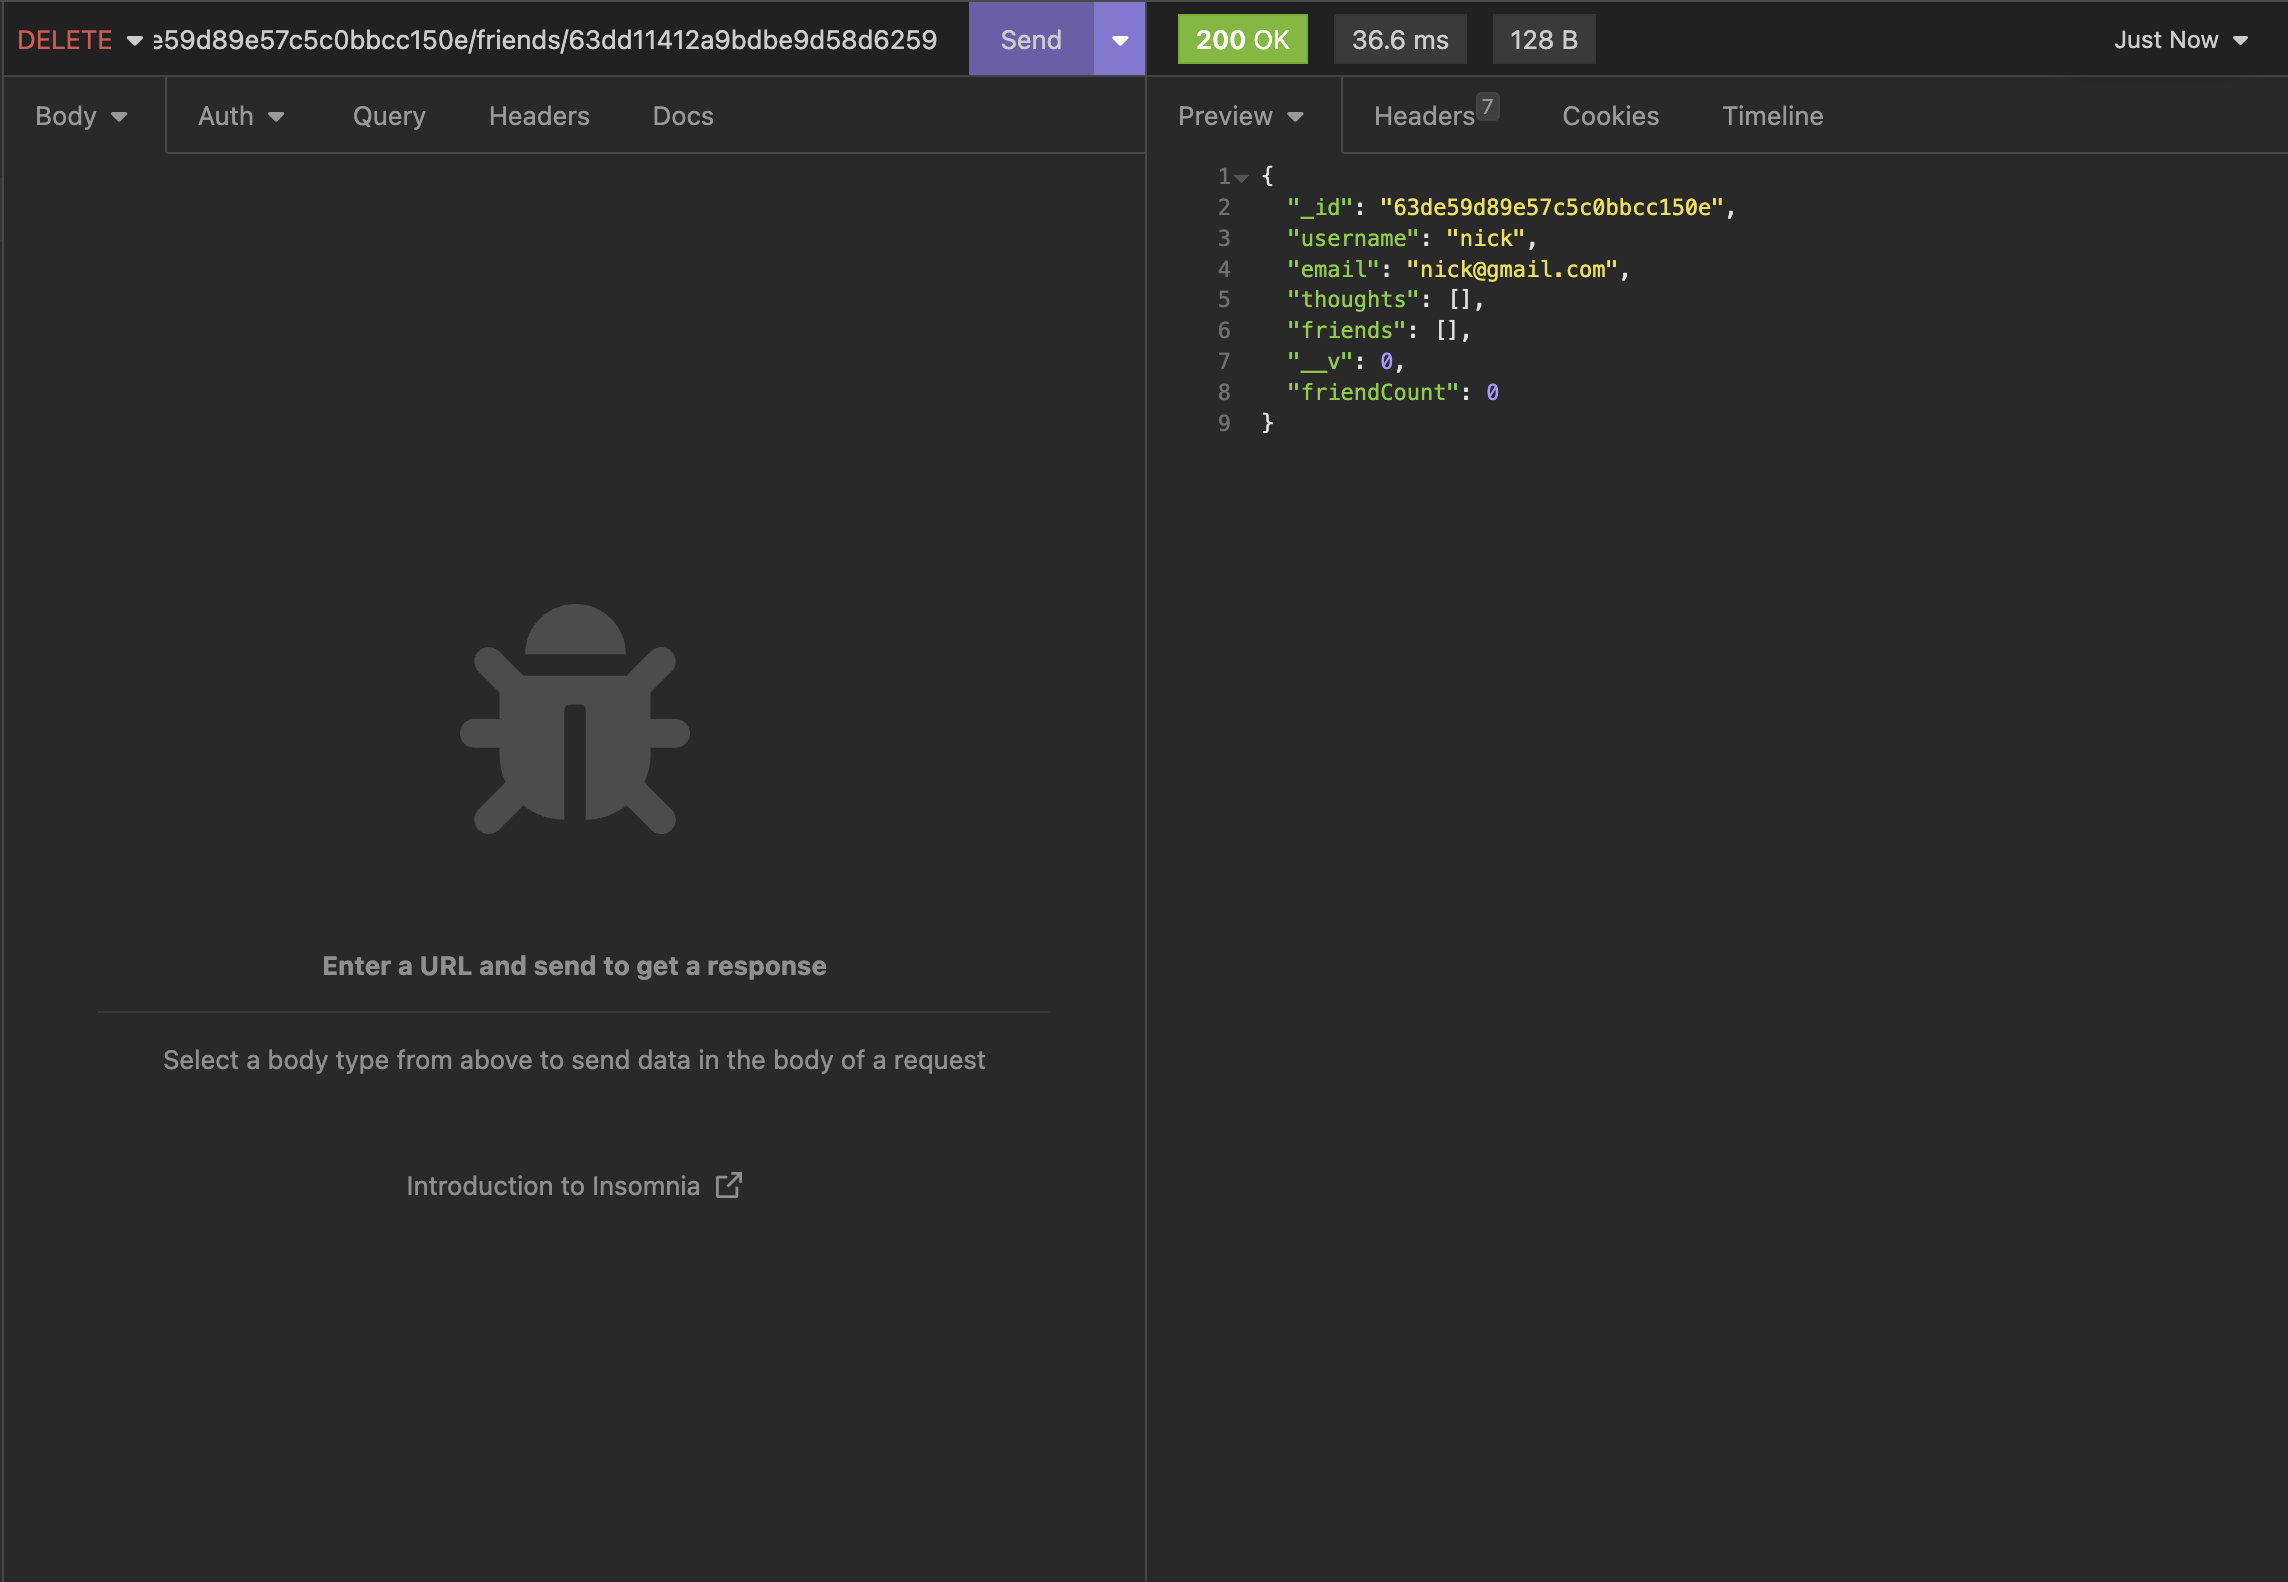 DELETE e59d89e57c5c0bbcc150e/friends/63dd11412a9bdbe9d58d6259 Send 200 OK 36.6 ms 128 B Just Now
Body Auth Query Headers Docs
Preview Headers 7 Cookies Timeline
1 {
2 "_id": "63de59d89e57c5c0bbcc150e",
3 "username": "nick",
4 "email": "nick@gmail.com",
5 "thoughts": [],
6 "friends": [],
7 "__v": 0,
8 "friendCount": 0
9 }
Enter a URL and send to get a response
Select a body type from above to send data in the body of a request
Introduction to Insomnia